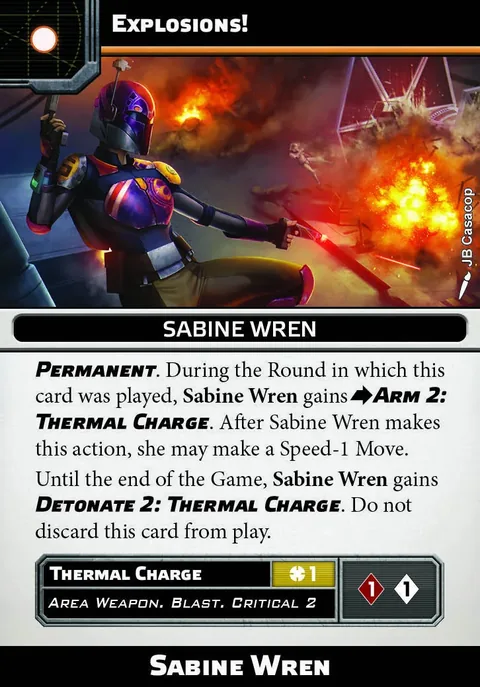 Explosions!
JB Casacop
SABINE WREN
Permanent. During the Round in which this
card was played, Sabine Wren gains Arm 2:
Thermal Charge. After Sabine Wren makes
this action, she may make a Speed-1 Move.
Until the end of the Game, Sabine Wren gains
Detonate 2: Thermal Charge. Do not
discard this card from play.
Thermal Charge 1
Area Weapon. Blast. Critical 2
1 1
Sabine Wren